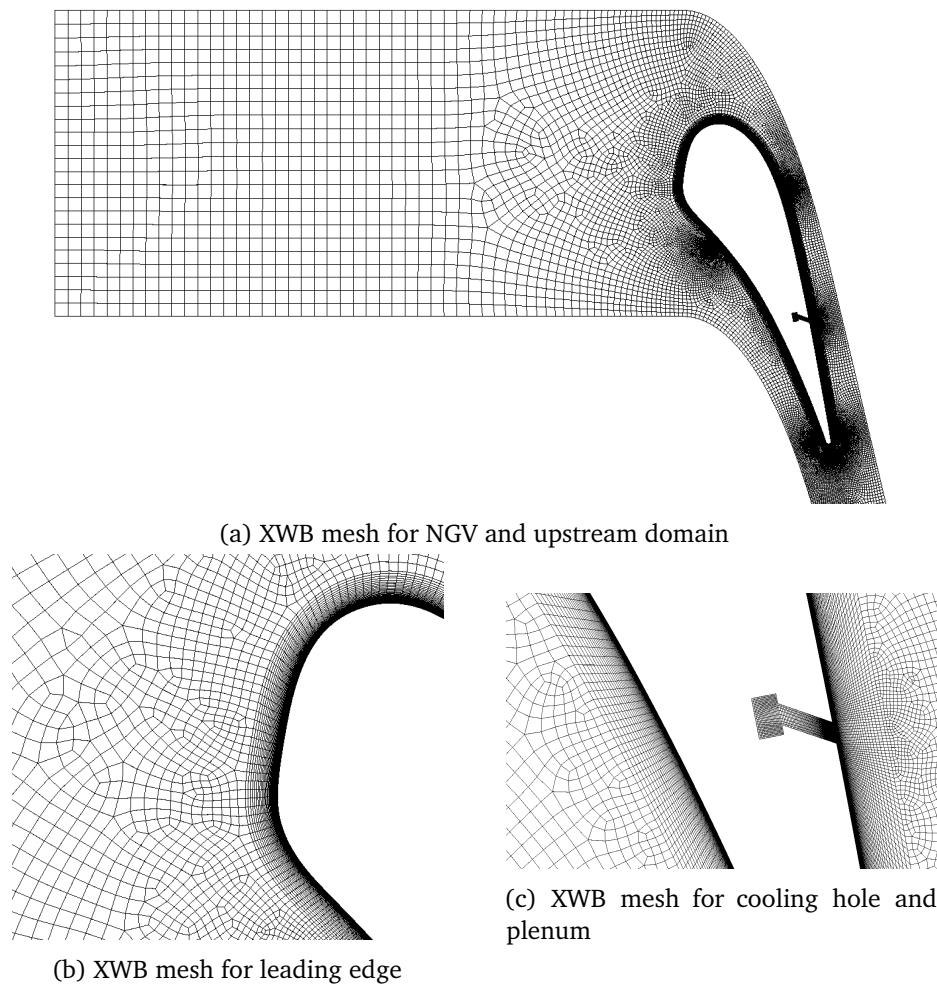 (a) XWB mesh for NGV and upstream domain
(b) XWB mesh for leading edge
(c) XWB mesh for cooling hole and
plenum